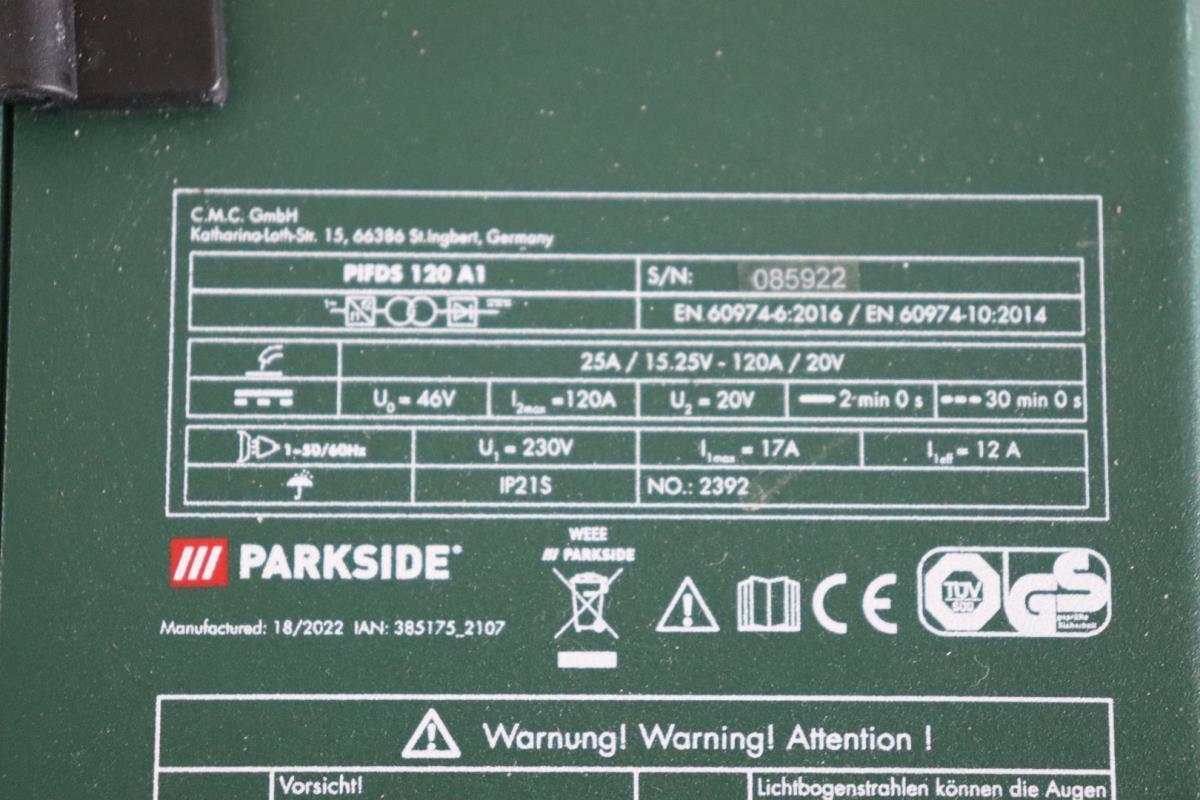 C.M.C. GmbH
Katharina-Loth-Str. 15, 66386 St.Ingbert, Germany
PIFDS 120 A1 S/N: 085922
1~ EN 60974-6:2016 / EN 60974-10:2014
25A / 15.25V - 120A / 20V
U0 = 46V I2max =120A U2 = 20V 2 min 0 s 30 min 0 s
1~50/60Hz U1 = 230V I1max = 17A I1eff = 12 A
IP21S NO.: 2392
WEEE
/// PARKSIDE
/// PARKSIDE®
CE TÜV SÜD GS geprüfte Sicherheit
Manufactured: 18/2022 IAN: 385175_2107
Warnung! Warning! Attention !
Vorsicht! Lichtbogenstrahlen können die Augen